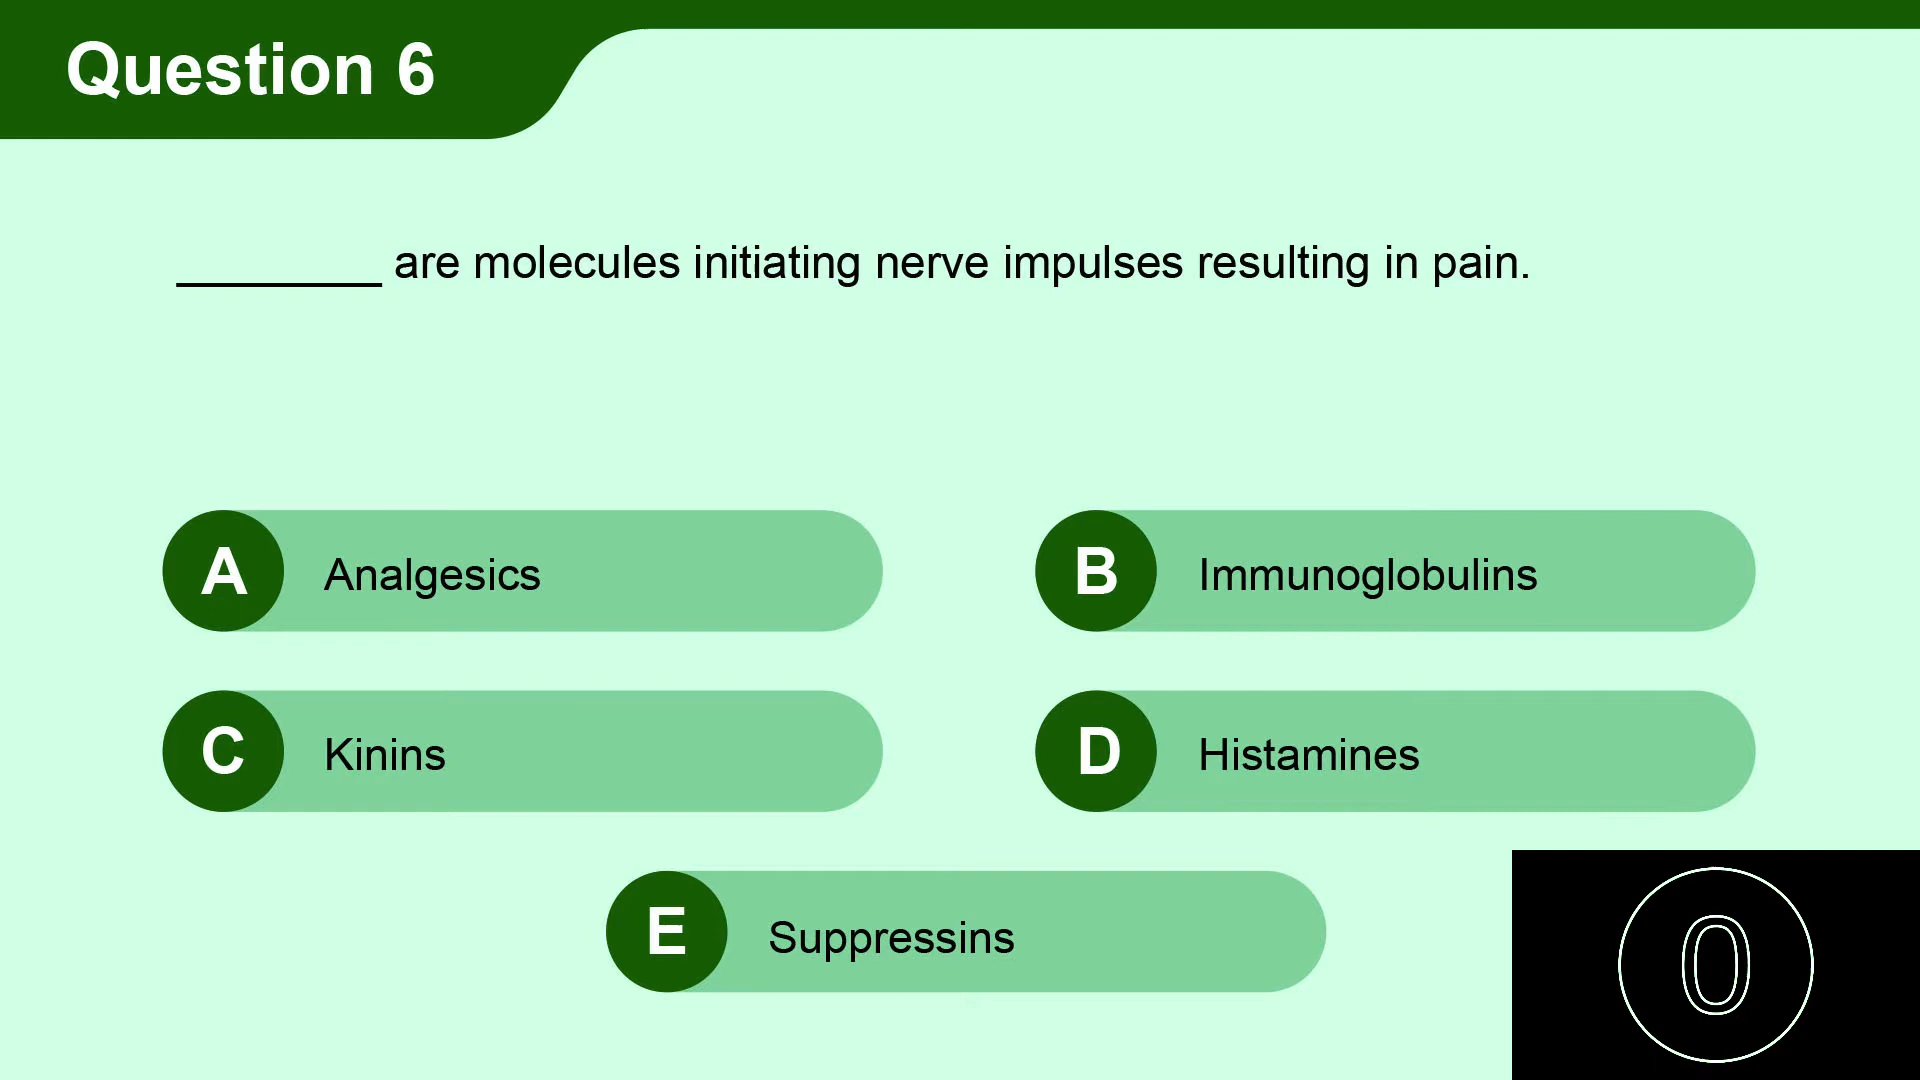 Question 6
________ are molecules initiating nerve impulses resulting in pain.
A Analgesics
B Immunoglobulins
C Kinins
D Histamines
E Suppressins
0